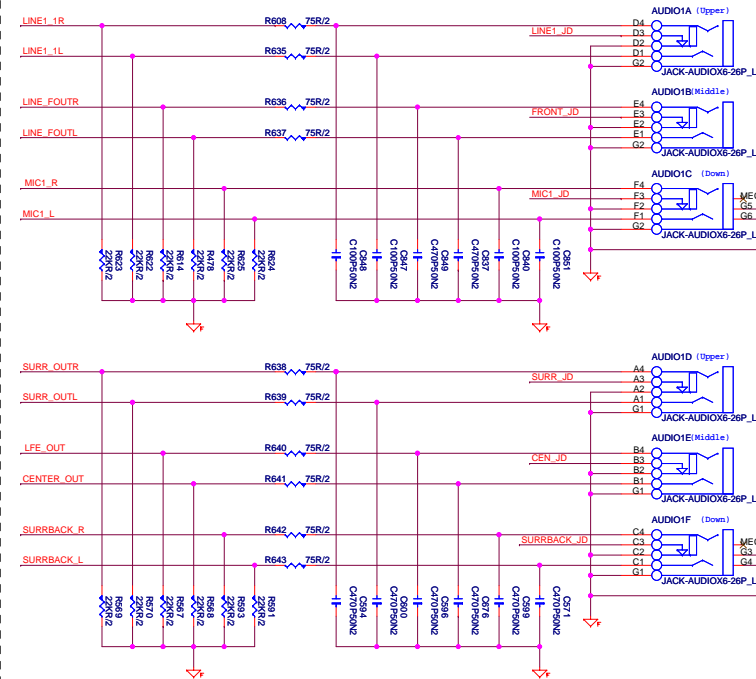 AUDIO1A (Upper)
LINE1_1R R608 75R/2 D4
LINE1_JD D3
D2
LINE1_1L R635 75R/2 D1
G2
JACK-AUDIOX6-26P_L
AUDIO1B(Middle)
LINE_FOUTR R636 75R/2 E4
FRONT_JD E3
E2
LINE_FOUTL R637 75R/2 E1
G2
JACK-AUDIOX6-26P_L
AUDIO1C (Down)
MIC1_R F4
MIC1_JD F3 MEC
F2 G5
MIC1_L F1 G6
G2
JACK-AUDIOX6-26P_L
R623 22KR/2
R622 22KR/2
R614 22KR/2
R479 22KR/2
R625 22KR/2
R624 22KR/2
C848 C100P50N2
C847 C100P50N2
C849 C470P50N2
C837 C470P50N2
C840 C100P50N2
C851 C100P50N2
F
F
F
AUDIO1D (Upper)
SURR_OUTR R638 75R/2 A4
SURR_JD A3
A2
SURR_OUTL R639 75R/2 A1
G1
JACK-AUDIOX6-26P_L
AUDIO1E(Middle)
LFE_OUT R640 75R/2 B4
CEN_JD B3
B2
CENTER_OUT R641 75R/2 B1
G1
JACK-AUDIOX6-26P_L
AUDIO1F (Down)
SURRBACK_R R642 75R/2 C4
SURRBACK_JD C3 MEC
C2 G3
SURRBACK_L R643 75R/2 C1 G4
G1
JACK-AUDIOX6-26P_L
R569 22KR/2
R570 22KR/2
R567 22KR/2
R568 22KR/2
R593 22KR/2
R591 22KR/2
C594 C470P50N2
C600 C470P50N2
C596 C470P50N2
C676 C470P50N2
C599 C470P50N2
C571 C470P50N2
F
F
F